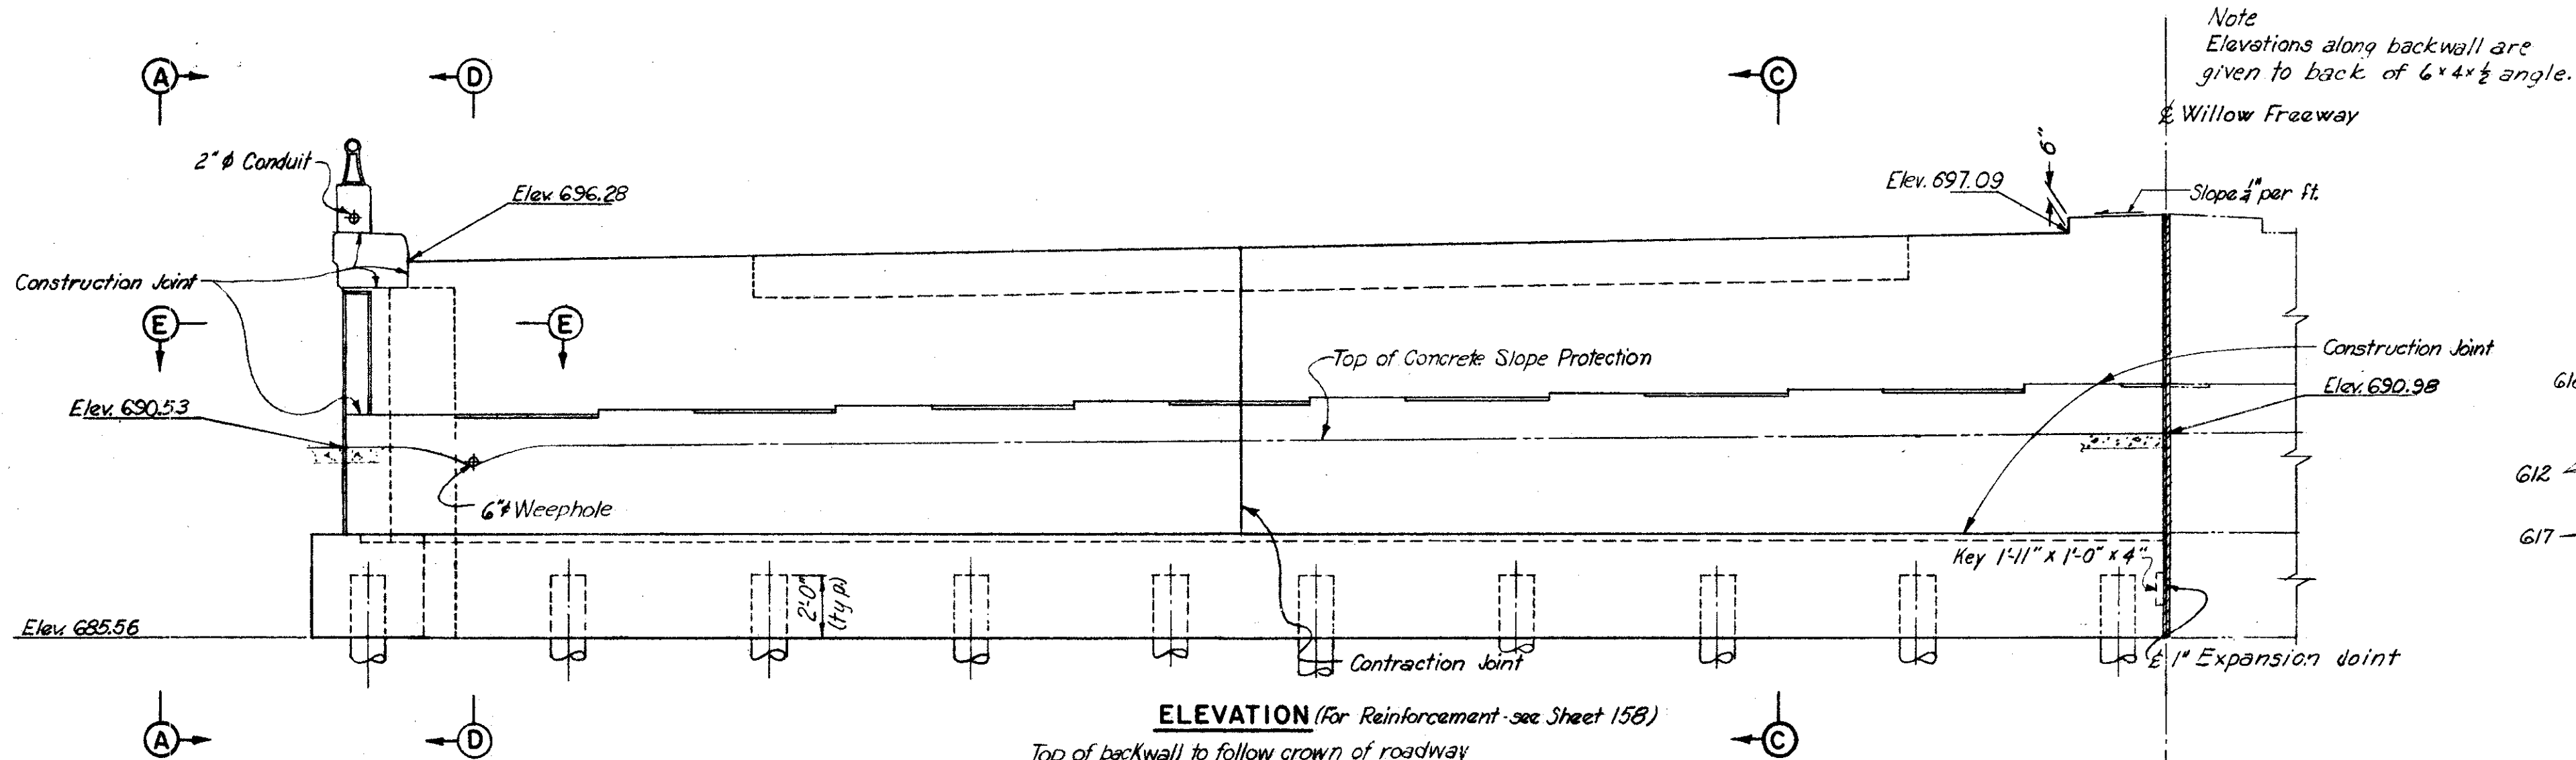 Note
Elevations along backwall are
given to back of 6 x 4 x ½ angle.
℄ Willow Freeway
A
D
C
2" ϕ Conduit
Elev. 696.28
6"
Elev. 697.09
Slope ¼" per ft.
Construction Joint
E
E
Top of Concrete Slope Protection
Construction Joint
Elev. 690.53
Elev. 690.98
6" ϕ Weephole
612
617
Key 1'-11" x 1'-0" x 4"
2'-0"
(typ.)
Elev. 685.56
Contraction Joint
℄ 1" Expansion Joint
ELEVATION (For Reinforcement - see Sheet 158)
A
D
C
Top of backwall to follow crown of roadway